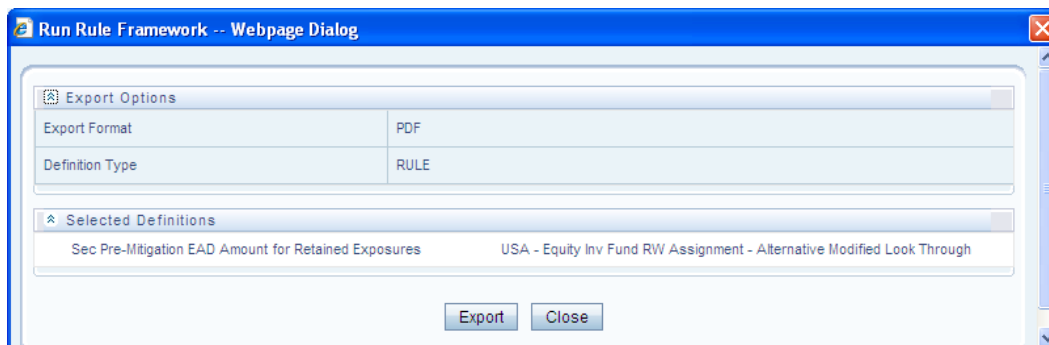 Run Rule Framework -- Webpage Dialog
Export Options
Export Format PDF
Definition Type RULE
Selected Definitions
Sec Pre-Mitigation EAD Amount for Retained Exposures USA - Equity Inv Fund RW Assignment - Alternative Modified Look Through
Export Close